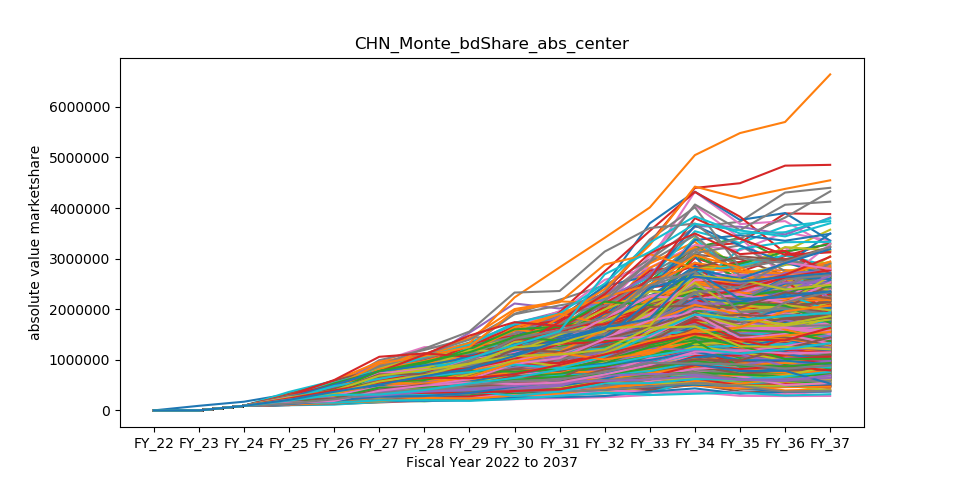 CHN_Monte_bdShare_abs_center
absolute value marketshare
6000000
5000000
4000000
3000000
2000000
1000000
0
FY_22 FY_23 FY_24 FY_25 FY_26 FY_27 FY_28 FY_29 FY_30 FY_31 FY_32 FY_33 FY_34 FY_35 FY_36 FY_37
Fiscal Year 2022 to 2037